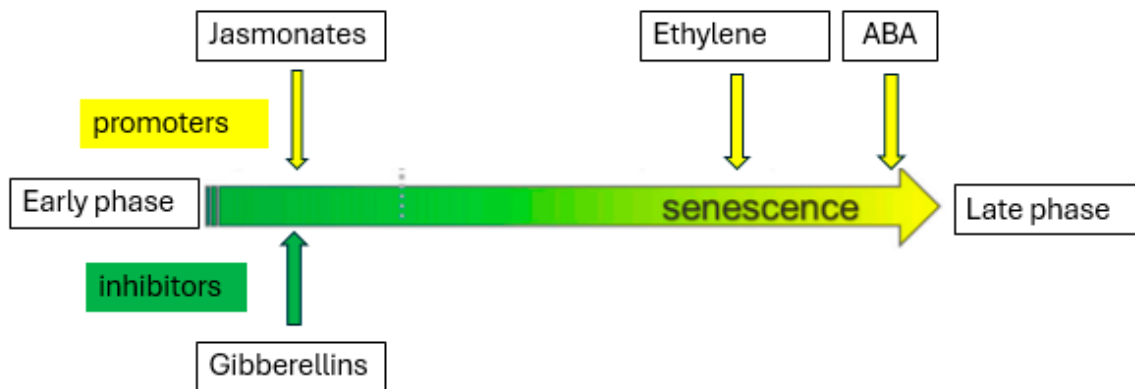 Jasmonates
Ethylene
ABA
promoters
Early phase
senescence
Late phase
inhibitors
Gibberellins